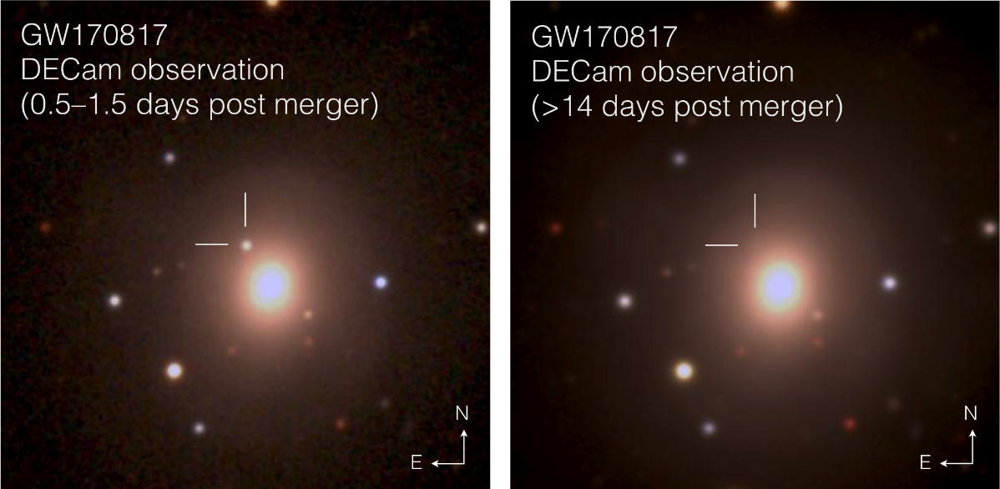 GW170817
DECam observation
(0.5–1.5 days post merger)
N
E
GW170817
DECam observation
(>14 days post merger)
N
E